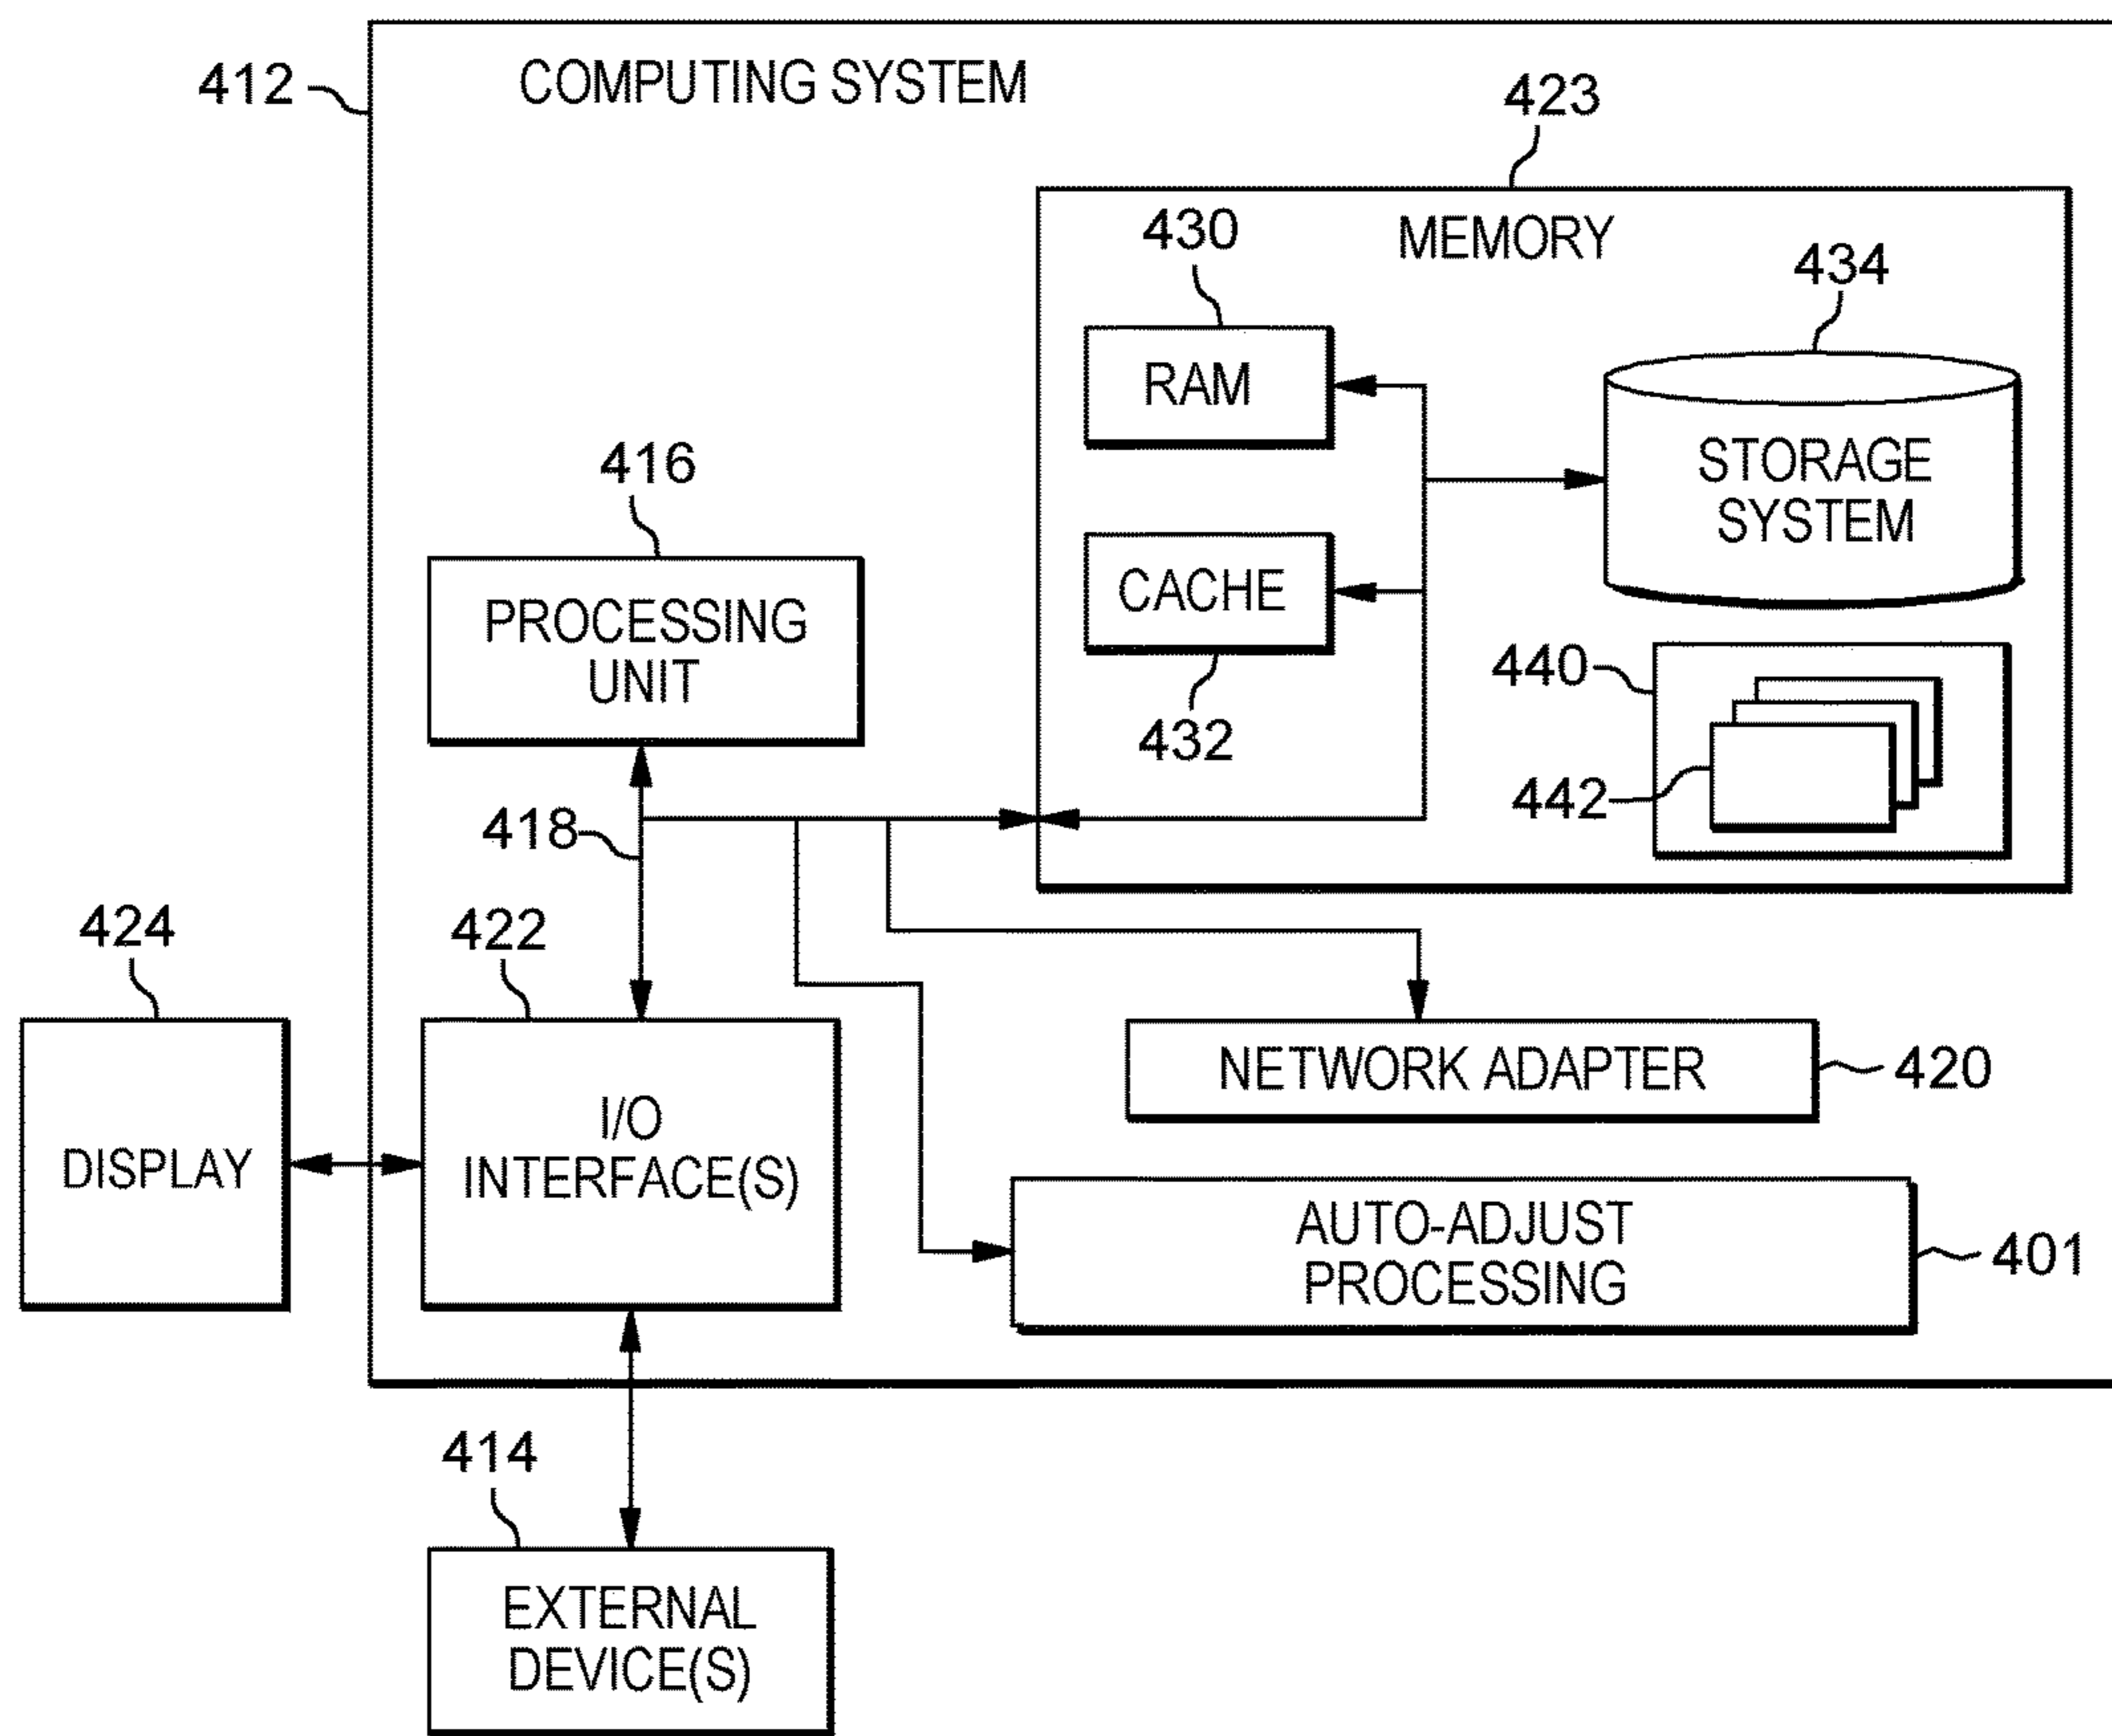 412
COMPUTING SYSTEM
423
MEMORY
430
RAM
434
STORAGE
SYSTEM
416
PROCESSING
UNIT
CACHE
432
440
442
418
424
DISPLAY
422
I/O
INTERFACE(S)
NETWORK ADAPTER
420
AUTO-ADJUST
PROCESSING
401
414
EXTERNAL
DEVICE(S)